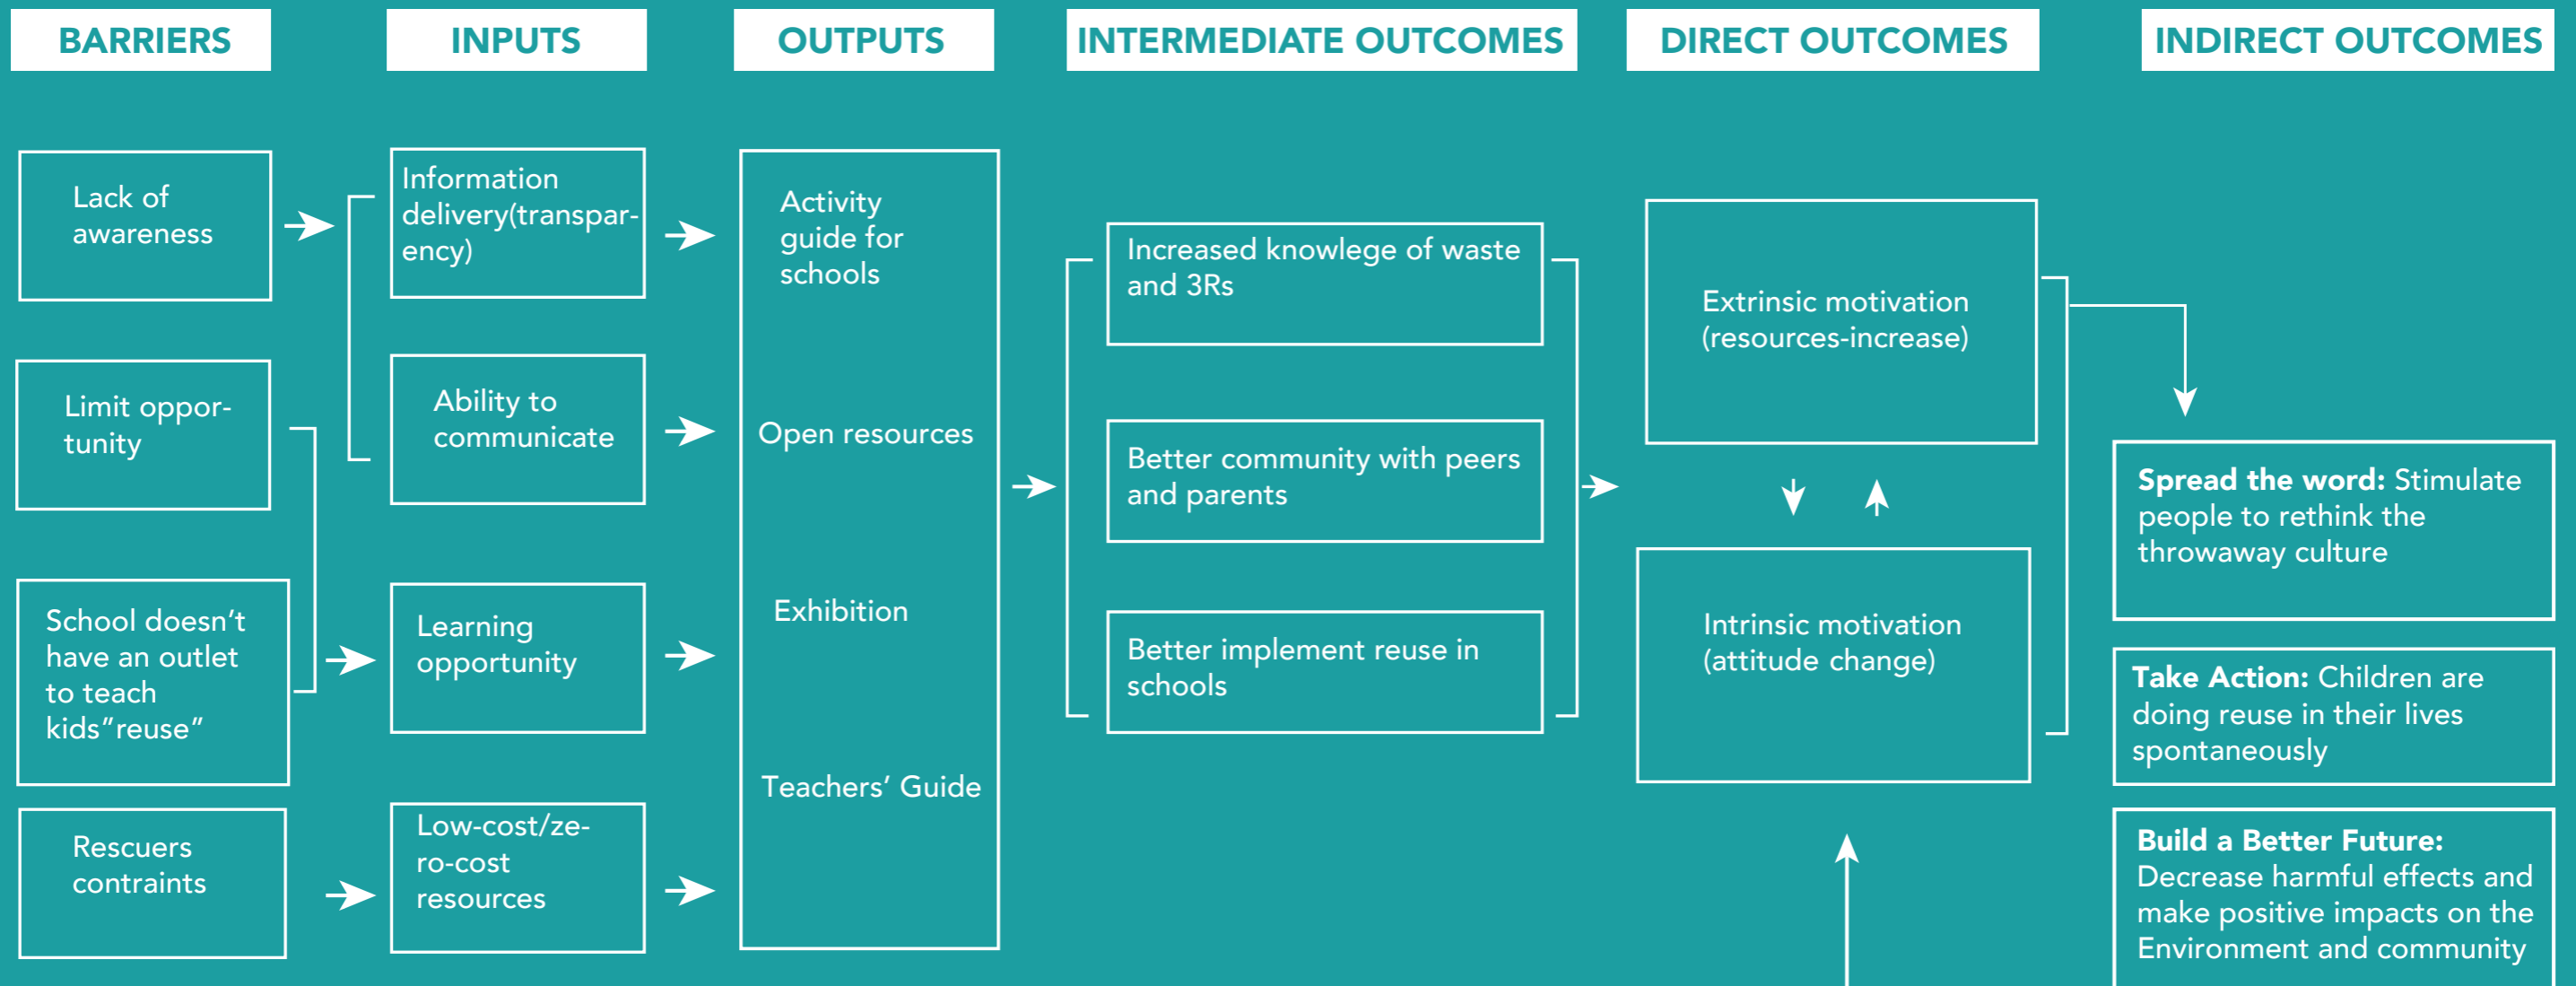 BARRIERS
INPUTS
OUTPUTS
INTERMEDIATE OUTCOMES
DIRECT OUTCOMES
INDIRECT OUTCOMES
Lack of
awareness
Limit oppor-
tunity
School doesn’t
have an outlet
to teach
kids”reuse”
Rescuers
contraints
Information
delivery(transpar-
ency)
Ability to
communicate
Learning
opportunity
Low-cost/ze-
ro-cost
resources
Activity
guide for
schools
Open resources
Exhibition
Teachers’ Guide
Increased knowlege of waste
and 3Rs
Better community with peers
and parents
Better implement reuse in
schools
Extrinsic motivation
(resources-increase)
Intrinsic motivation
(attitude change)
Spread the word: Stimulate
people to rethink the
throwaway culture
Take Action: Children are
doing reuse in their lives
spontaneously
Build a Better Future:
Decrease harmful effects and
make positive impacts on the
Environment and community